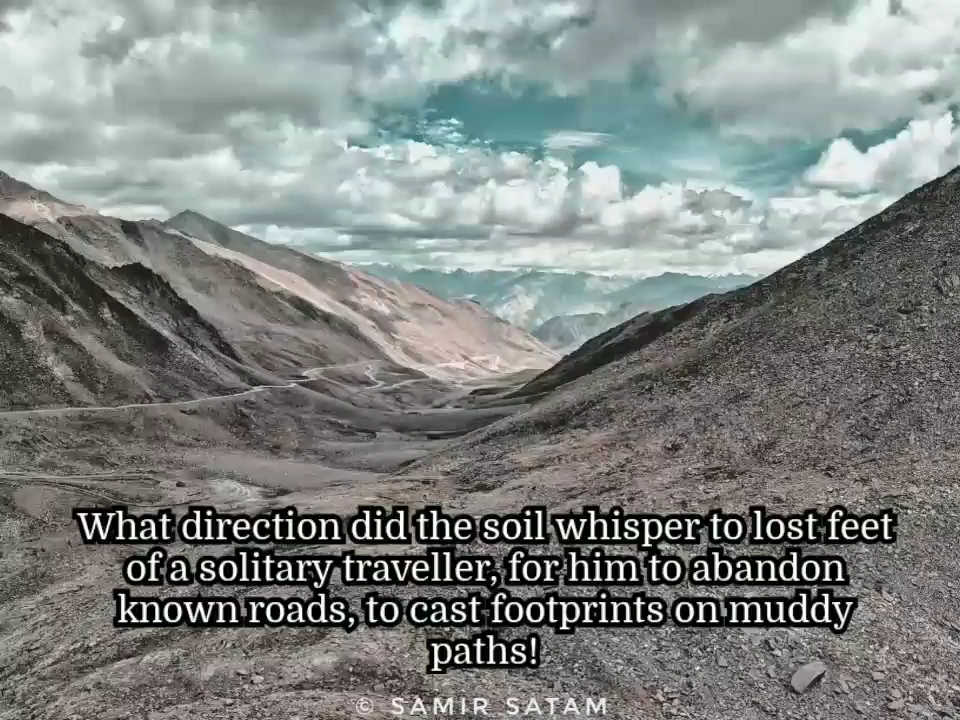 What direction did the soil whisper to lost feet
of a solitary traveller, for him to abandon
known roads, to cast footprints on muddy
paths!
© SAMIR SATAM